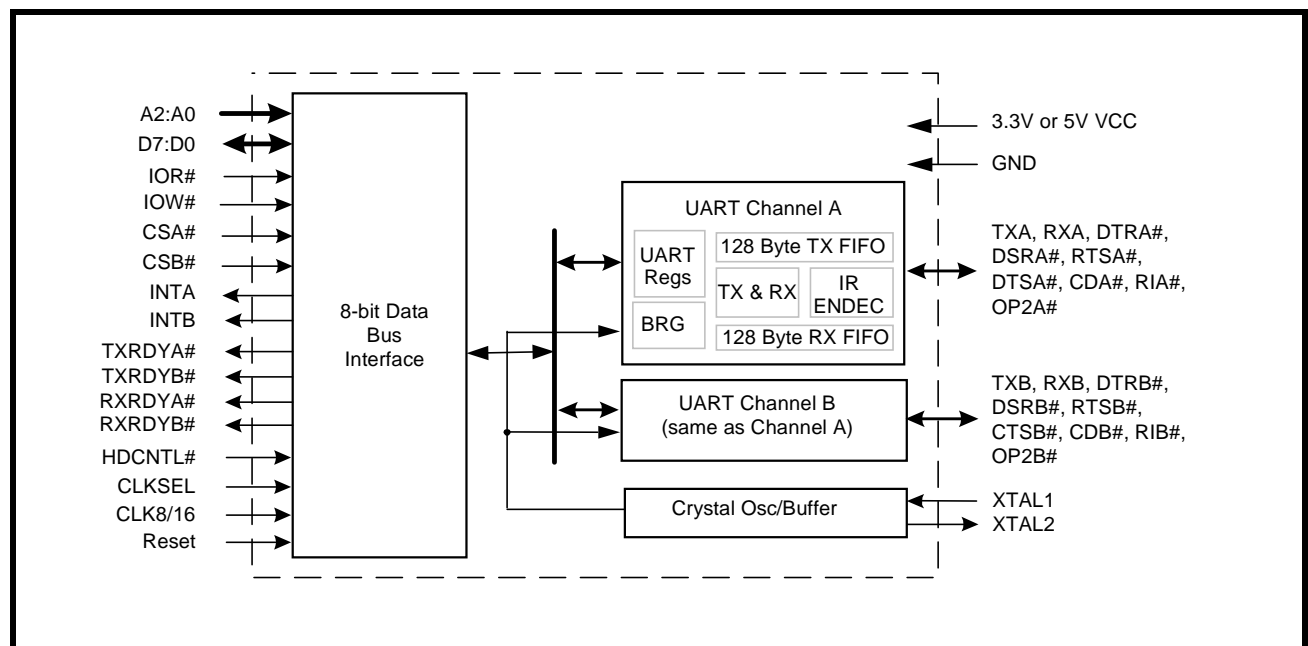 A2:A0
D7:D0
IOR#
IOW#
CSA#
CSB#
INTA
INTB
TXRDYA#
TXRDYB#
RXRDYA#
RXRDYB#
HDCNTL#
CLKSEL
CLK8/16
Reset
8-bit Data
Bus
Interface
UART Channel A
UART
Regs
BRG
128 Byte TX FIFO
TX & RX
IR
ENDEC
128 Byte RX FIFO
UART Channel B
(same as Channel A)
Crystal Osc/Buffer
3.3V or 5V VCC
GND
TXA, RXA, DTRA#,
DSRA#, RTSA#,
DTSA#, CDA#, RIA#,
OP2A#
TXB, RXB, DTRB#,
DSRB#, RTSB#,
CTSB#, CDB#, RIB#,
OP2B#
XTAL1
XTAL2